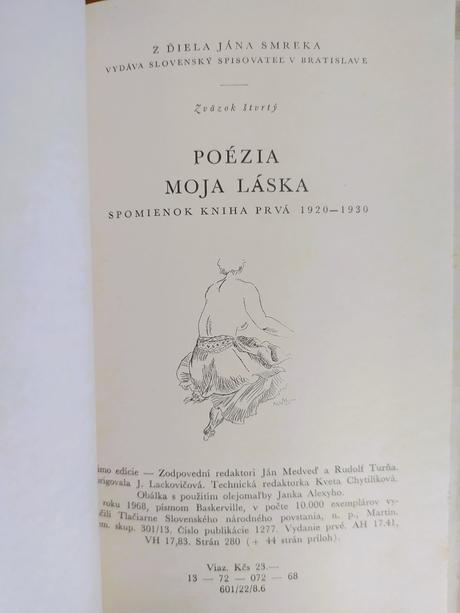 Z DIELA JÁNA SMREKA
VYDÁVA SLOVENSKÝ SPISOVATEĽ V BRATISLAVE
Zväzok štvrtý
POÉZIA
MOJA LÁSKA
SPOMIENOK KNIHA PRVÁ 1920—1930
imo edície — Zodpovední redaktori Ján Medveď a Rudolf Turňa.
rigovala J. Lackovičová. Technická redaktorka Kveta Chytilíková.
Obálka s použitím olejomaľby Janka Alexyho.
roku 1968, písmom Baskerville, v počte 10.000 exemplárov vy-
čili Tlačiarne Slovenského národného povstania, n. p., Martin.
m. skup. 301/13. Číslo publikácie 1277. Vydanie prvé. AH 17,41,
VH 17,83. Strán 280 (+ 44 strán príloh).
Viaz. Kčs 23.—
13 — 72 — 072 — 68
601/22/8.6